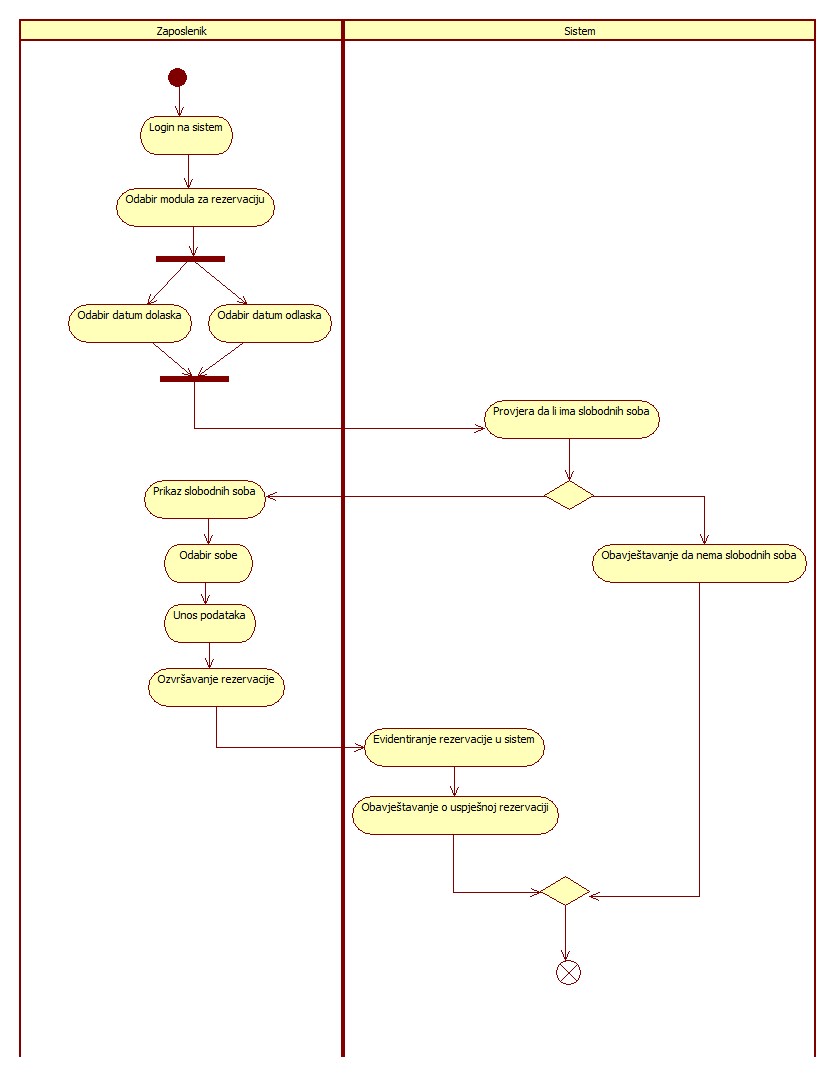 Zaposlenik
Sistem
Login na sistem
Odabir modula za rezervaciju
Odabir datum dolaska
Odabir datum odlaska
Provjera da li ima slobodnih soba
Prikaz slobodnih soba
Odabir sobe
Obavještavanje da nema slobodnih soba
Unos podataka
Ozvršavanje rezervacije
Evidentiranje rezervacije u sistem
Obavještavanje o uspješnoj rezervaciji